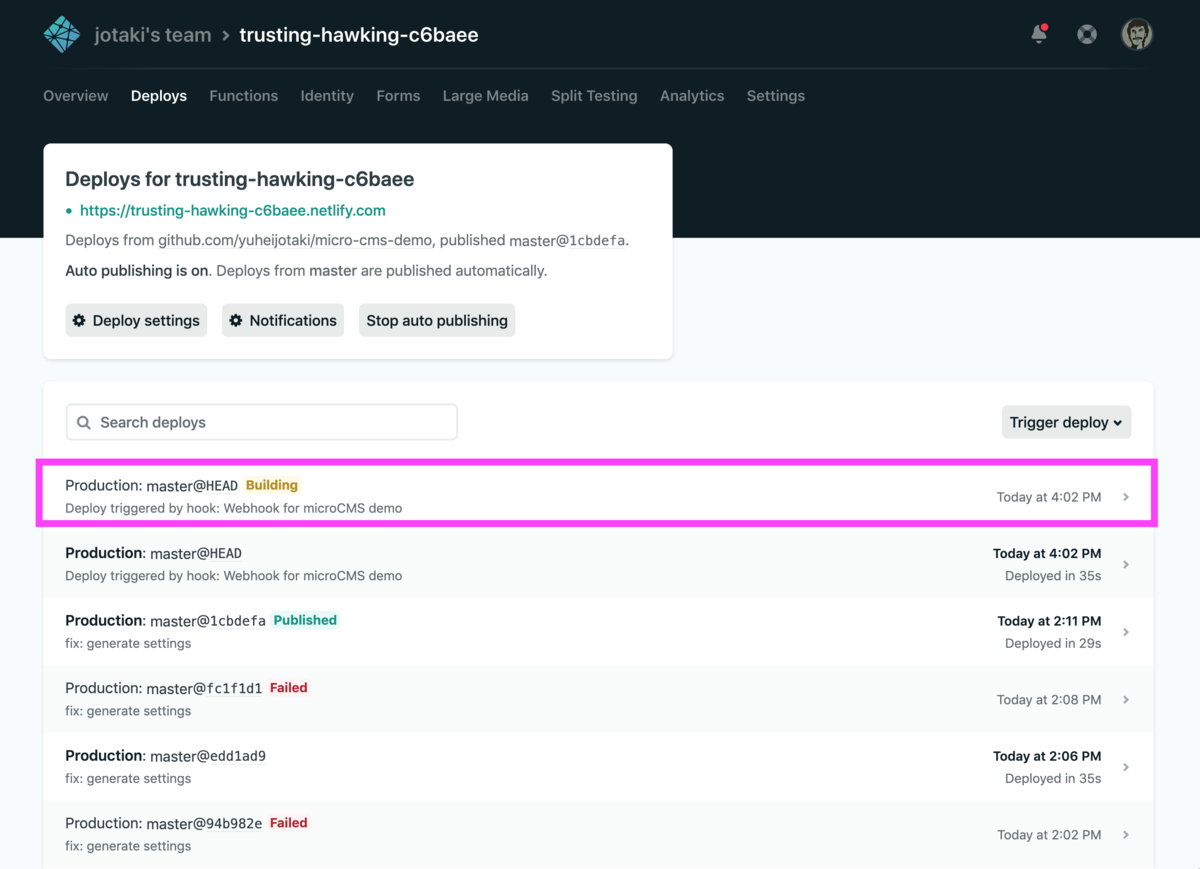 jotaki's team > trusting-hawking-c6baee
Overview Deploys Functions Identity Forms Large Media Split Testing Analytics Settings
Deploys for trusting-hawking-c6baee
• https://trusting-hawking-c6baee.netlify.com
Deploys from github.com/yuheijotaki/micro-cms-demo, published master@1cbdefa.
Auto publishing is on. Deploys from master are published automatically.
Deploy settings Notifications Stop auto publishing
Search deploys Trigger deploy
Production: master@HEAD Building
Deploy triggered by hook: Webhook for microCMS demo
Today at 4:02 PM
Production: master@HEAD
Deploy triggered by hook: Webhook for microCMS demo
Today at 4:02 PM
Deployed in 35s
Production: master@1cbdefa Published
fix: generate settings
Today at 2:11 PM
Deployed in 29s
Production: master@fc1f1d1 Failed
fix: generate settings
Today at 2:08 PM
Production: master@edd1ad9
fix: generate settings
Today at 2:06 PM
Deployed in 35s
Production: master@94b982e Failed
fix: generate settings
Today at 2:02 PM